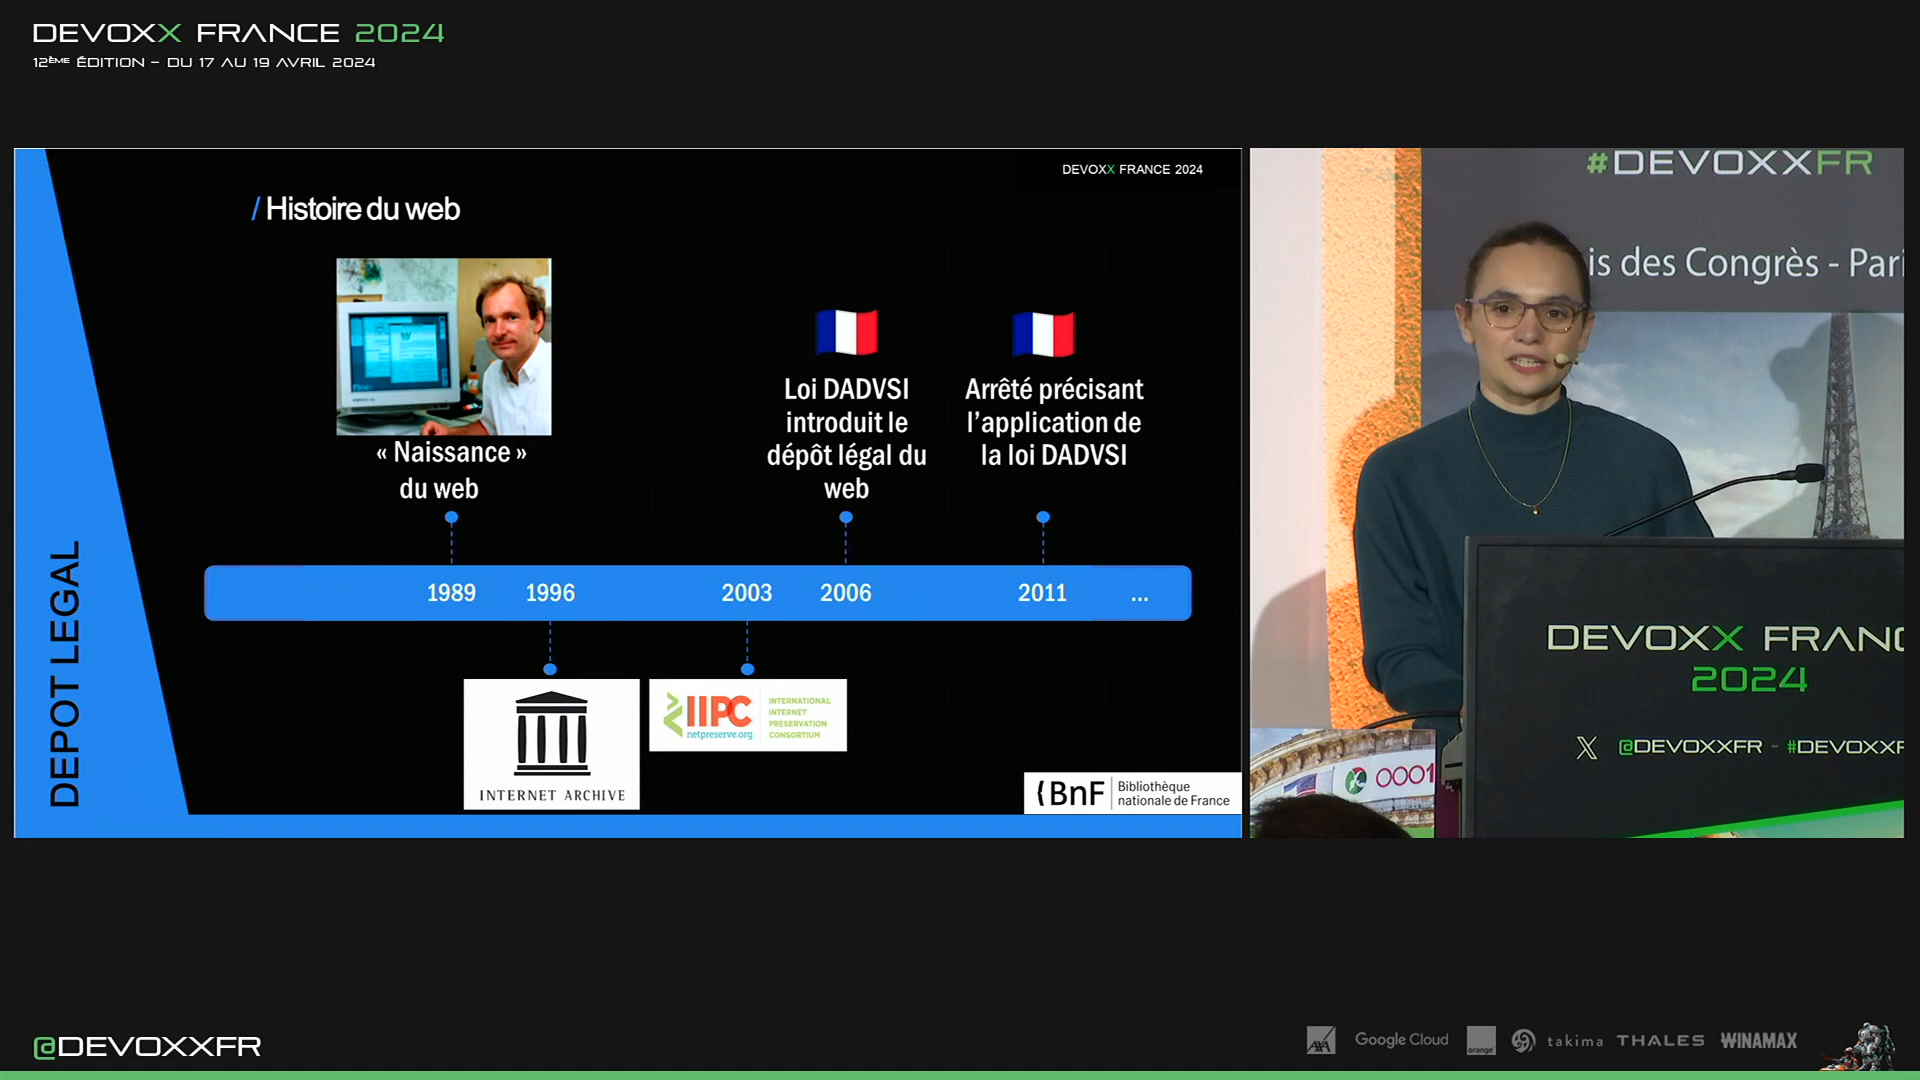 DEVOXX FRANCE 2024
12ÈME ÉDITION – DU 17 AU 19 AVRIL 2024
DEVOXX FRANCE 2024
/ Histoire du web
« Naissance »
du web
Loi DADVSI
introduit le
dépôt légal du
web
Arrêté précisant
l’application de
la loi DADVSI
1989
1996
2003
2006
2011
...
INTERNET ARCHIVE
IIPC
netpreserve.org
INTERNATIONAL
INTERNET
PRESERVATION
CONSORTIUM
DEPOT LEGAL
BnF
Bibliothèque
nationale de France
#DEVOXXFR
is des Congrès - Pari
DEVOXX FRANC
2024
@DEVOXXFR - #DEVOXXF
0001
@DEVOXXFR
AXA
Google Cloud
orange
takima
THALES
WINAMAX